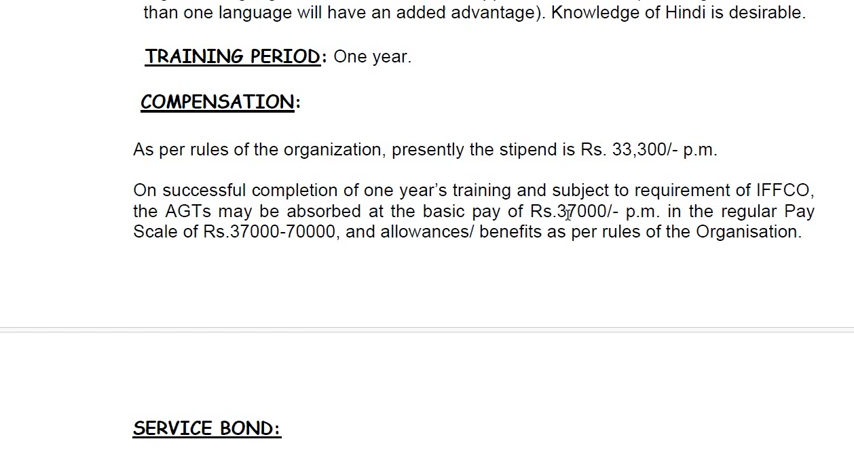 than one language will have an added advantage). Knowledge of Hindi is desirable.
TRAINING PERIOD: One year.
COMPENSATION:
As per rules of the organization, presently the stipend is Rs. 33,300/- p.m.
On successful completion of one year's training and subject to requirement of IFFCO,
the AGTs may be absorbed at the basic pay of Rs.37000/- p.m. in the regular Pay
Scale of Rs.37000-70000, and allowances/ benefits as per rules of the Organisation.
SERVICE BOND: